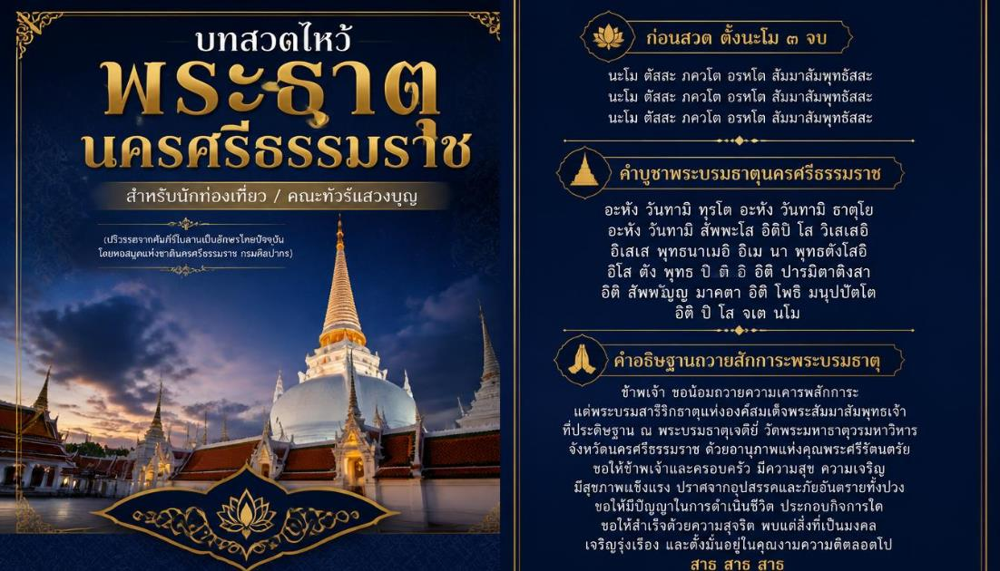 บทสวดไหว้
พระธาตุ
นครศรีธรรมราช
สำหรับนักท่องเที่ยว / คณะทัวร์แสวงบุญ
(ปริวรรตจากคัมภีร์ใบลานเป็นอักษรไทยปัจจุบัน
โดยหอสมุดแห่งชาตินครศรีธรรมราช กรมศิลปากร)
ก่อนสวด ตั้งนะโม ๓ จบ
นะโม ตัสสะ ภควโต อรหโต สัมมาสัมพุทธัสสะ
นะโม ตัสสะ ภควโต อรหโต สัมมาสัมพุทธัสสะ
นะโม ตัสสะ ภควโต อรหโต สัมมาสัมพุทธัสสะ
คำบูชาพระบรมธาตุนครศรีธรรมราช
อะหัง วันทามิ ทุรโต อะหัง วันทามิ ธาตุโย
อะหัง วันทามิ สัพพะโส อิติปิ โส วิเสเสอิ
อิเสเส พุทธนาเมอิ อิเม นา พุทธตังโสอิ
อิโส ตัง พุทธ ปิ ติ อิ อิติ ปารมิตาติงสา
อิติ สัพพัญญู มาคตา อิติ โพธิ มนุปปัตโต
อิติ ปิ โส จเต นโม
คำอธิษฐานถวายสักการะพระบรมธาตุ
ข้าพเจ้า ขอน้อมถวายความเคารพสักการะ
แด่พระบรมสารีริกธาตุแห่งองค์สมเด็จพระสัมมาสัมพุทธเจ้า
ที่ประดิษฐาน ณ พระบรมธาตุเจดีย์ วัดพระมหาธาตุวรมหาวิหาร
จังหวัดนครศรีธรรมราช ด้วยอานุภาพแห่งคุณพระศรีรัตนตรัย
ขอให้ข้าพเจ้าและครอบครัว มีความสุข ความเจริญ
มีสุขภาพแข็งแรง ปราศจากอุปสรรคและภัยอันตรายทั้งปวง
ขอให้มีปัญญาในการดำเนินชีวิต ประกอบกิจการใด
ขอให้สำเร็จด้วยความสุจริต พบแต่สิ่งที่เป็นมงคล
เจริญรุ่งเรือง และตั้งมั่นอยู่ในคุณงามความดีตลอดไป
สาธุ สาธุ สาธุ